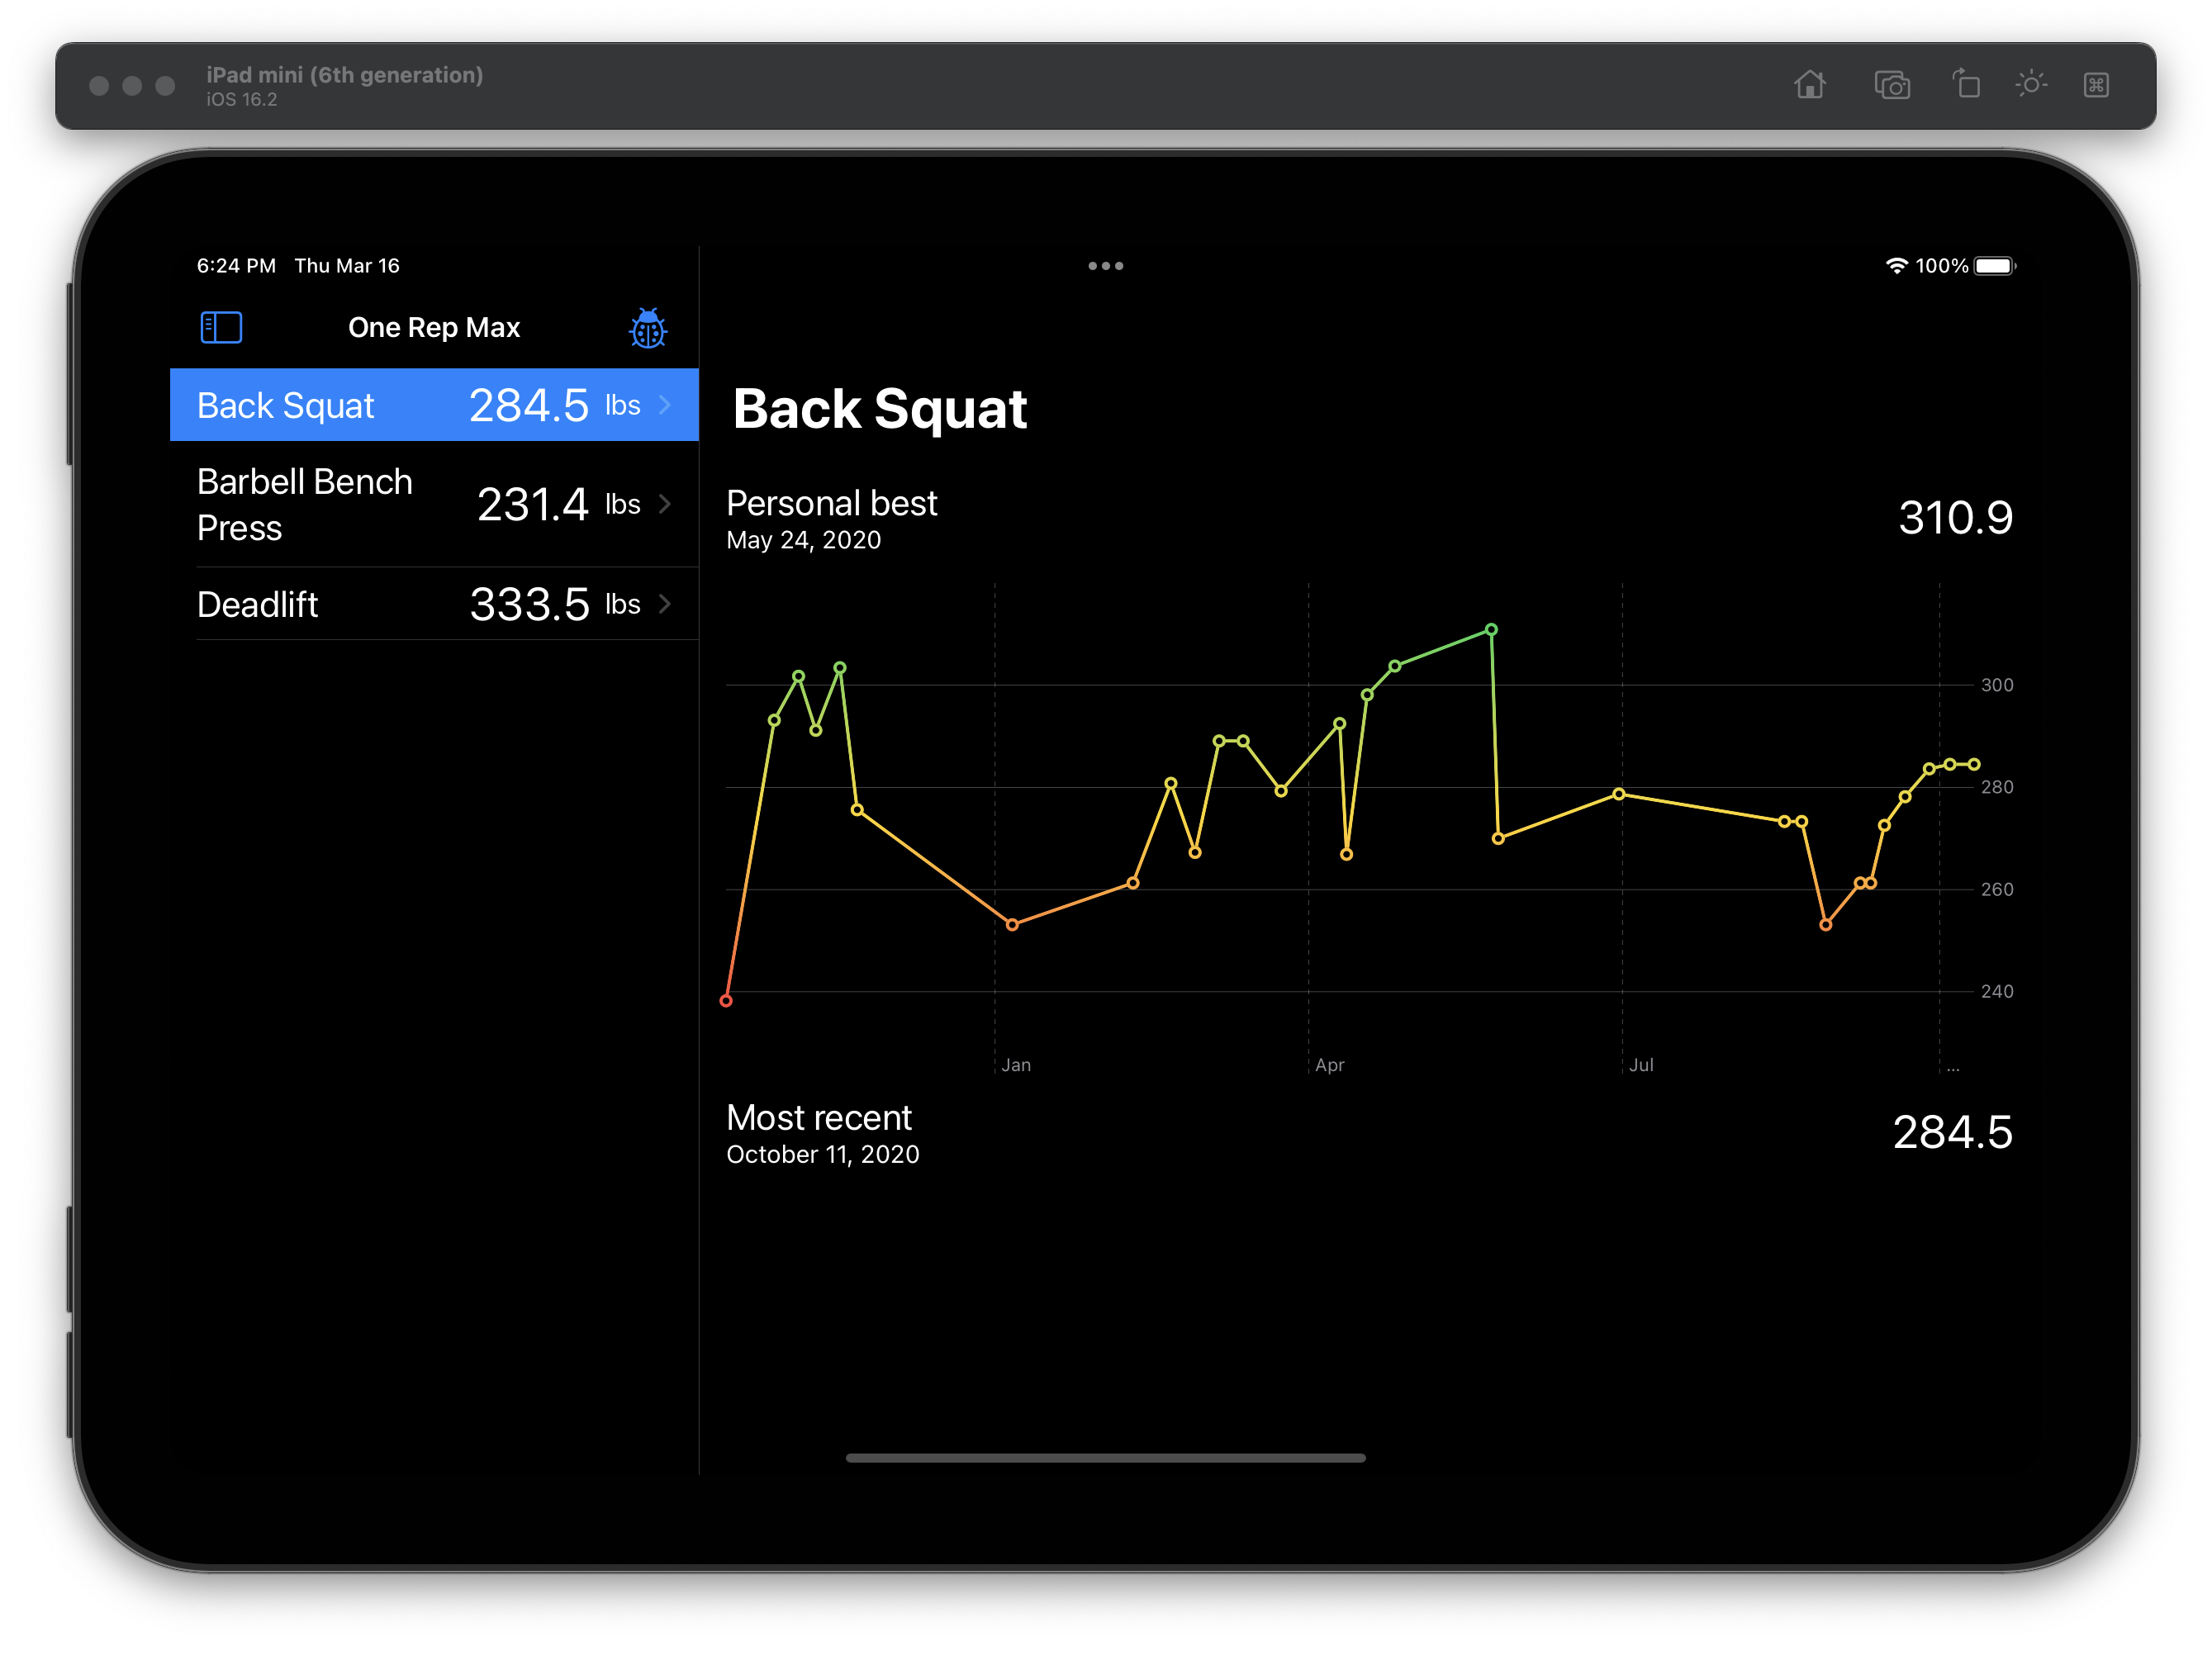 iPad mini (6th generation)
iOS 16.2
6:24 PM Thu Mar 16
100%
One Rep Max
Back Squat 284.5 lbs
Barbell Bench
Press
231.4 lbs
Deadlift 333.5 lbs
Back Squat
Personal best
May 24, 2020
310.9
300
280
260
240
Jan Apr Jul ...
Most recent
October 11, 2020
284.5